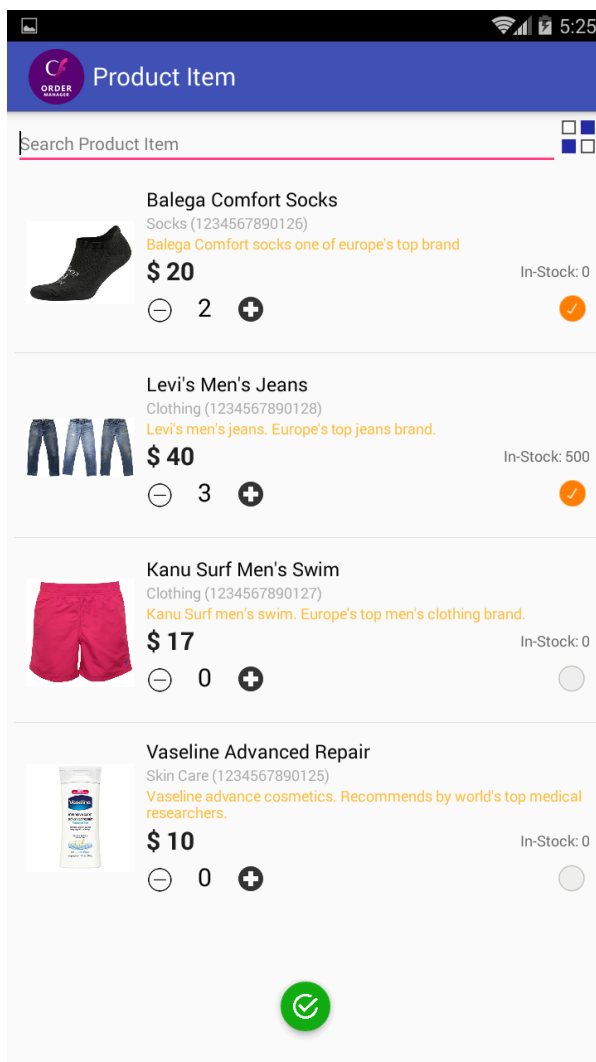 5:25
CF
ORDER
MANAGER
Product Item
Search Product Item
Balega Comfort Socks
Socks (1234567890126)
Balega Comfort socks one of europe's top brand
$ 20
In-Stock: 0
2
Levi's Men's Jeans
Clothing (1234567890128)
Levi's men's jeans. Europe's top jeans brand.
$ 40
In-Stock: 500
3
Kanu Surf Men's Swim
Clothing (1234567890127)
Kanu Surf men's swim. Europe's top men's clothing brand.
$ 17
In-Stock: 0
0
Vaseline Advanced Repair
Skin Care (1234567890125)
Vaseline advance cosmetics. Recommends by world's top medical
researchers.
Vaseline
$ 10
In-Stock: 0
0